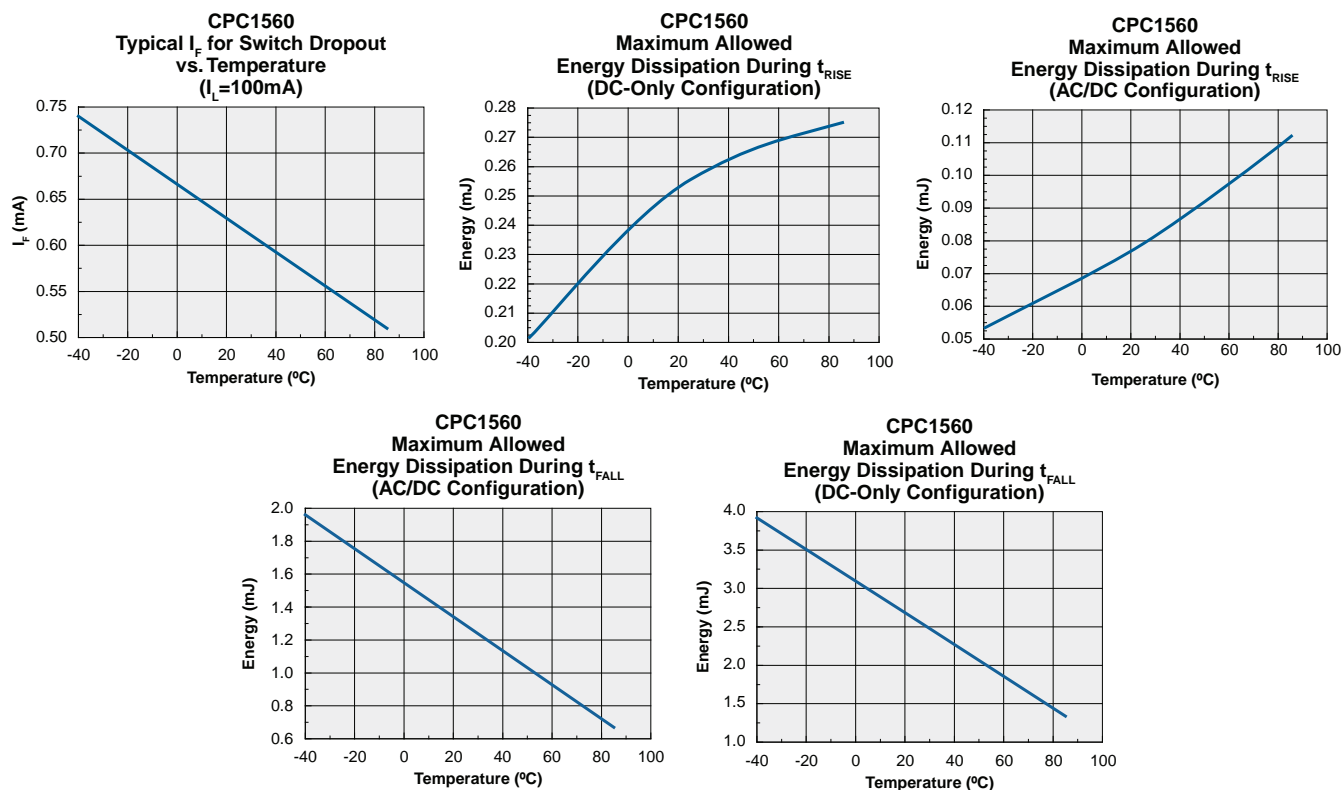 CPC1560
Typical IF for Switch Dropout
vs. Temperature
(IL=100mA)
0.75
0.70
0.65
0.60
0.55
0.50
IF (mA)
-40 -20 0 20 40 60 80 100
Temperature (ºC)
CPC1560
Maximum Allowed
Energy Dissipation During tRISE
(DC-Only Configuration)
0.28
0.27
0.26
0.25
0.24
0.23
0.22
0.21
0.20
Energy (mJ)
-40 -20 0 20 40 60 80 100
Temperature (ºC)
CPC1560
Maximum Allowed
Energy Dissipation During tRISE
(AC/DC Configuration)
0.12
0.11
0.10
0.09
0.08
0.07
0.06
0.05
Energy (mJ)
-40 -20 0 20 40 60 80 100
Temperature (ºC)
CPC1560
Maximum Allowed
Energy Dissipation During tFALL
(AC/DC Configuration)
2.0
1.8
1.6
1.4
1.2
1.0
0.8
0.6
Energy (mJ)
-40 -20 0 20 40 60 80 100
Temperature (ºC)
CPC1560
Maximum Allowed
Energy Dissipation During tFALL
(DC-Only Configuration)
4.0
3.5
3.0
2.5
2.0
1.5
1.0
Energy (mJ)
-40 -20 0 20 40 60 80 100
Temperature (ºC)